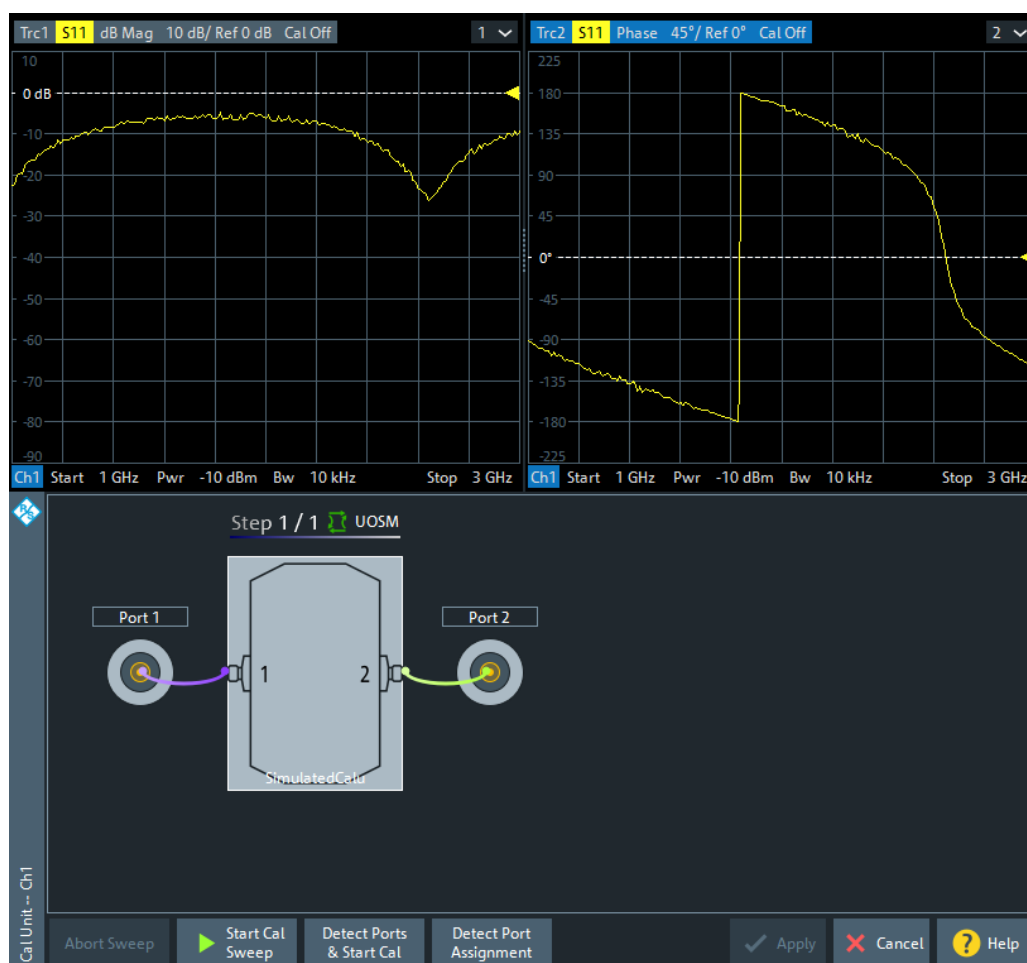 Trc1 S11 dB Mag 10 dB/ Ref 0 dB Cal Off 1
10
0 dB
-10
-20
-30
-40
-50
-60
-70
-80
-90
Ch1 Start 1 GHz Pwr -10 dBm Bw 10 kHz Stop 3 GHz
Trc2 S11 Phase 45°/ Ref 0° Cal Off 2
225
180
135
90
45
0°
-45
-90
-135
-180
-225
Ch1 Start 1 GHz Pwr -10 dBm Bw 10 kHz Stop 3 GHz
R S
Step 1 / 1 UOSM
Port 1
Port 2
1
2
SimulatedCalu
Cal Unit -- Ch1
Abort Sweep
Start Cal
Sweep
Detect Ports
& Start Cal
Detect Port
Assignment
Apply
Cancel
? Help